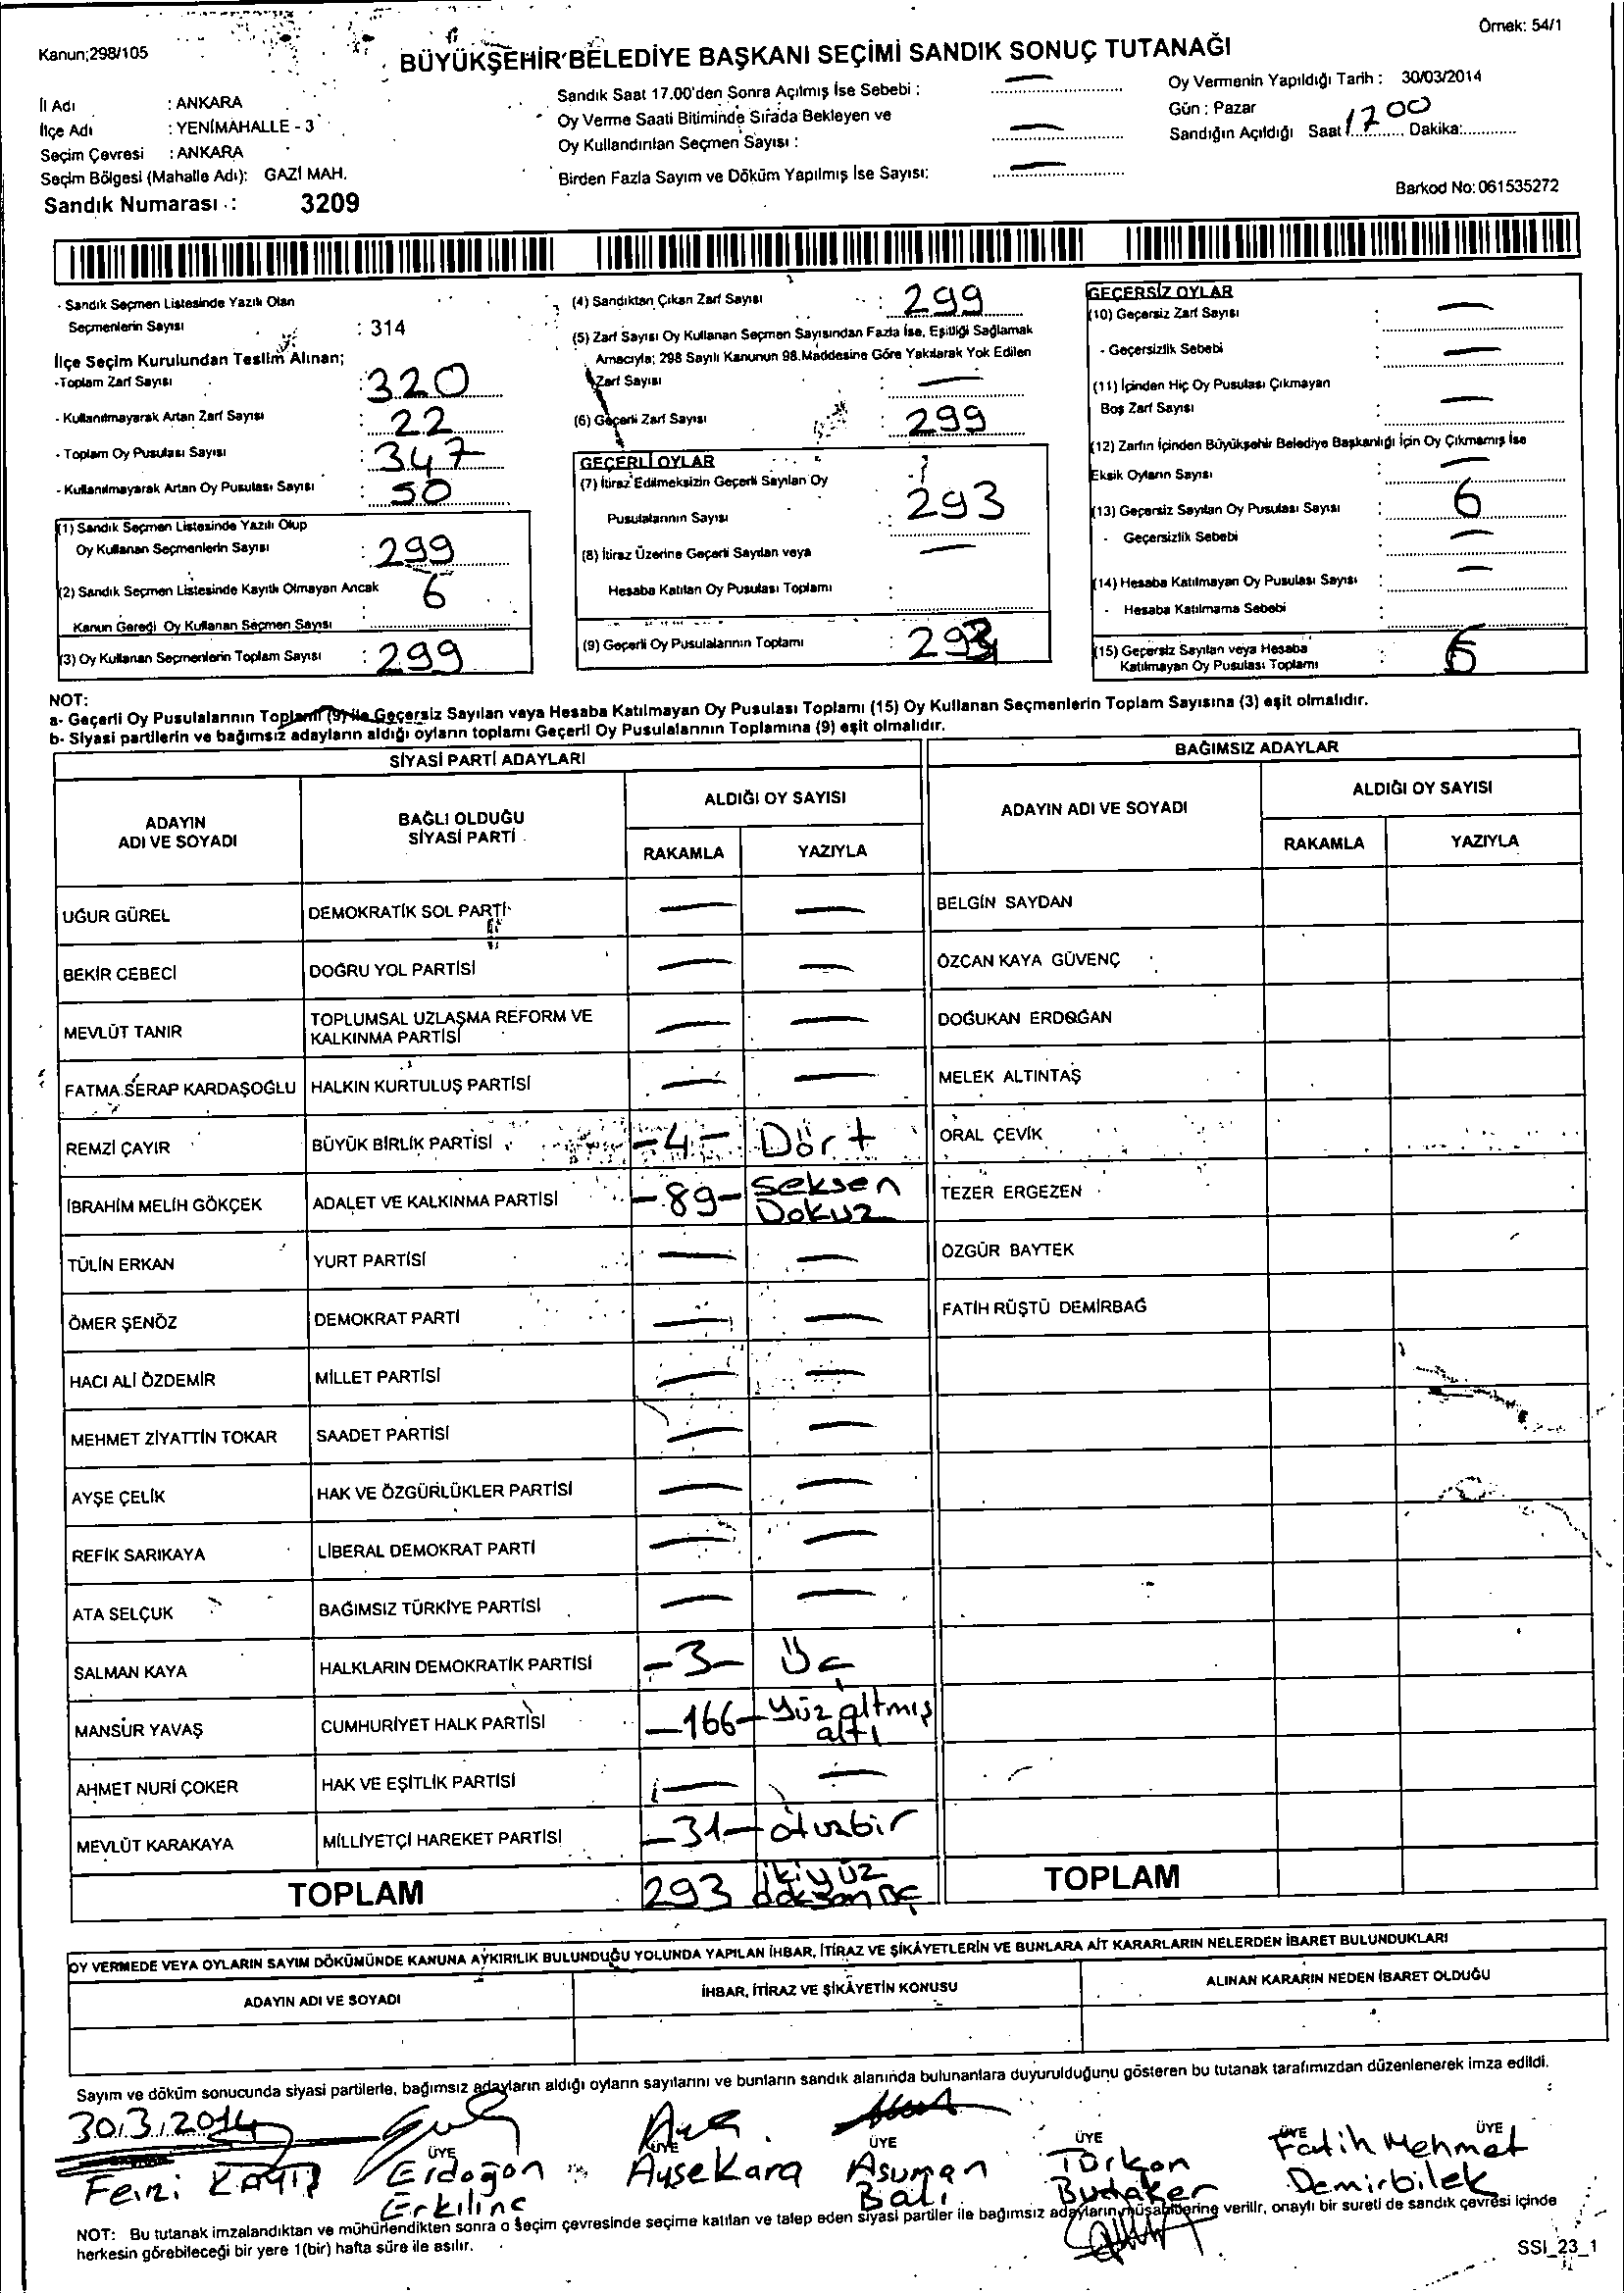 Örnek: 54/1
Kanun;298/105
BÜYÜKŞEHİR BELEDİYE BAŞKANI SEÇİMİ SANDIK SONUÇ TUTANAĞI
İl Adı : ANKARA
İlçe Adı : YENİMAHALLE - 3
Seçim Çevresi : ANKARA
Seçim Bölgesi (Mahalle Adı): GAZİ MAH.
Sandık Numarası : 3209
Sandık Saat 17.00'den Sonra Açılmış İse Sebebi : —
Oy Verme Saati Bitiminde Sırada Bekleyen ve
Oy Kullandırılan Seçmen Sayısı : —
Birden Fazla Sayım ve Döküm Yapılmış İse Sayısı: —
Oy Vermenin Yapıldığı Tarih : 30/03/2014
Gün : Pazar
Sandığın Açıldığı Saat 17 00 Dakika:
Barkod No: 061535272
- Sandık Seçmen Listesinde Yazılı Olan
Seçmenlerin Sayısı : 314
İlçe Seçim Kurulundan Teslim Alınan;
-Toplam Zarf Sayısı : 320
- Kullanılmayarak Artan Zarf Sayısı : 22
- Toplam Oy Pusulası Sayısı : 347
- Kullanılmayarak Artan Oy Pusulası Sayısı : 50
(1) Sandık Seçmen Listesinde Yazılı Olup
Oy Kullanan Seçmenlerin Sayısı : 299
(2) Sandık Seçmen Listesinde Kayıtlı Olmayan Ancak
Kanun Gereği Oy Kullanan Seçmen Sayısı : 6
(3) Oy Kullanan Seçmenlerin Toplam Sayısı : 299
(4) Sandıktan Çıkan Zarf Sayısı : 299
(5) Zarf Sayısı Oy Kullanan Seçmen Sayısından Fazla İse, Eşitliği Sağlamak
Amacıyla; 298 Sayılı Kanunun 98.Maddesine Göre Yakılarak Yok Edilen
Zarf Sayısı : —
(6) Geçerli Zarf Sayısı : 299
GEÇERLİ OYLAR
(7) İtiraz Edilmeksizin Geçerli Sayılan Oy
Pusulalarının Sayısı : 293
(8) İtiraz Üzerine Geçerli Sayılan veya
Hesaba Katılan Oy Pusulası Toplamı : —
(9) Geçerli Oy Pusulalarının Toplamı : 293
GEÇERSİZ OYLAR
(10) Geçersiz Zarf Sayısı : —
- Geçersizlik Sebebi : —
(11) İçinden Hiç Oy Pusulası Çıkmayan
Boş Zarf Sayısı : —
(12) Zarfın İçinden Büyükşehir Belediye Başkanlığı İçin Oy Çıkmamış İse
Eksik Oyların Sayısı : —
(13) Geçersiz Sayılan Oy Pusulası Sayısı : 6
- Geçersizlik Sebebi : —
(14) Hesaba Katılmayan Oy Pusulası Sayısı : —
- Hesaba Katılmama Sebebi :
(15) Geçersiz Sayılan veya Hesaba
Katılmayan Oy Pusulası Toplamı : 6
NOT:
a- Geçerli Oy Pusulalarının Toplamı (9) ile Geçersiz Sayılan veya Hesaba Katılmayan Oy Pusulası Toplamı (15) Oy Kullanan Seçmenlerin Toplam Sayısına (3) eşit olmalıdır.
b- Siyasi partilerin ve bağımsız adayların aldığı oyların toplamı Geçerli Oy Pusulalarının Toplamına (9) eşit olmalıdır.
SİYASİ PARTİ ADAYLARI
ADAYIN ADI VE SOYADI
BAĞLI OLDUĞU SİYASİ PARTİ
ALDIĞI OY SAYISI
RAKAMLA YAZIYLA
UĞUR GÜREL DEMOKRATİK SOL PARTİ — —
BEKİR CEBECİ DOĞRU YOL PARTİSİ — —
MEVLÜT TANIR TOPLUMSAL UZLAŞMA REFORM VE KALKINMA PARTİSİ — —
FATMA SERAP KARDAŞOĞLU HALKIN KURTULUŞ PARTİSİ — —
REMZİ ÇAYIR BÜYÜK BİRLİK PARTİSİ -4- Dört
İBRAHİM MELİH GÖKÇEK ADALET VE KALKINMA PARTİSİ -89- Seksen Dokuz
TÜLİN ERKAN YURT PARTİSİ — —
ÖMER ŞENÖZ DEMOKRAT PARTİ — —
HACI ALİ ÖZDEMİR MİLLET PARTİSİ — —
MEHMET ZİYATTİN TOKAR SAADET PARTİSİ — —
AYŞE ÇELİK HAK VE ÖZGÜRLÜKLER PARTİSİ — —
REFİK SARIKAYA LİBERAL DEMOKRAT PARTİ — —
ATA SELÇUK BAĞIMSIZ TÜRKİYE PARTİSİ — —
SALMAN KAYA HALKLARIN DEMOKRATİK PARTİSİ -3- Üç
MANSUR YAVAŞ CUMHURİYET HALK PARTİSİ -166- Yüz altmış altı
AHMET NURİ ÇOKER HAK VE EŞİTLİK PARTİSİ — —
MEVLÜT KARAKAYA MİLLİYETÇİ HAREKET PARTİSİ -31- otuzbir
TOPLAM 293 ikiyüz doksan üç
BAĞIMSIZ ADAYLAR
ADAYIN ADI VE SOYADI
ALDIĞI OY SAYISI
RAKAMLA YAZIYLA
BELGİN SAYDAN
ÖZCAN KAYA GÜVENÇ
DOĞUKAN ERDOĞAN
MELEK ALTINTAŞ
ORAL ÇEVİK
TEZER ERGEZEN
ÖZGÜR BAYTEK
FATİH RÜŞTÜ DEMİRBAĞ
TOPLAM
OY VERMEDE VEYA OYLARIN SAYIM DÖKÜMÜNDE KANUNA AYKIRILIK BULUNDUĞU YOLUNDA YAPILAN İHBAR, İTİRAZ VE ŞİKÂYETLERİN VE BUNLARA AİT KARARLARIN NELERDEN İBARET BULUNDUKLARI
ADAYIN ADI VE SOYADI
İHBAR, İTİRAZ VE ŞİKÂYETİN KONUSU
ALINAN KARARIN NEDEN İBARET OLDUĞU
Sayım ve döküm sonucunda siyasi partilerle, bağımsız adayların aldığı oyların sayılarını ve bunların sandık alanında bulunanlara duyurulduğunu gösteren bu tutanak tarafımızdan düzenlenerek imza edildi.
30.3.2014
ÜYE ÜYE ÜYE ÜYE ÜYE ÜYE
Erdoğan Erkılınç
Ayşe Kara
Asuman Balı
Türkan
Fatih Mehmet Demirbilek
NOT: Bu tutanak imzalandıktan ve mühürlendikten sonra o seçim çevresinde seçime katılan ve talep eden siyasi partiler ile bağımsız adayların müşahitlerine verilir, onaylı bir sureti de sandık çevresi içinde
herkesin görebileceği bir yere 1(bir) hafta süre ile asılır.
SSI_23_1